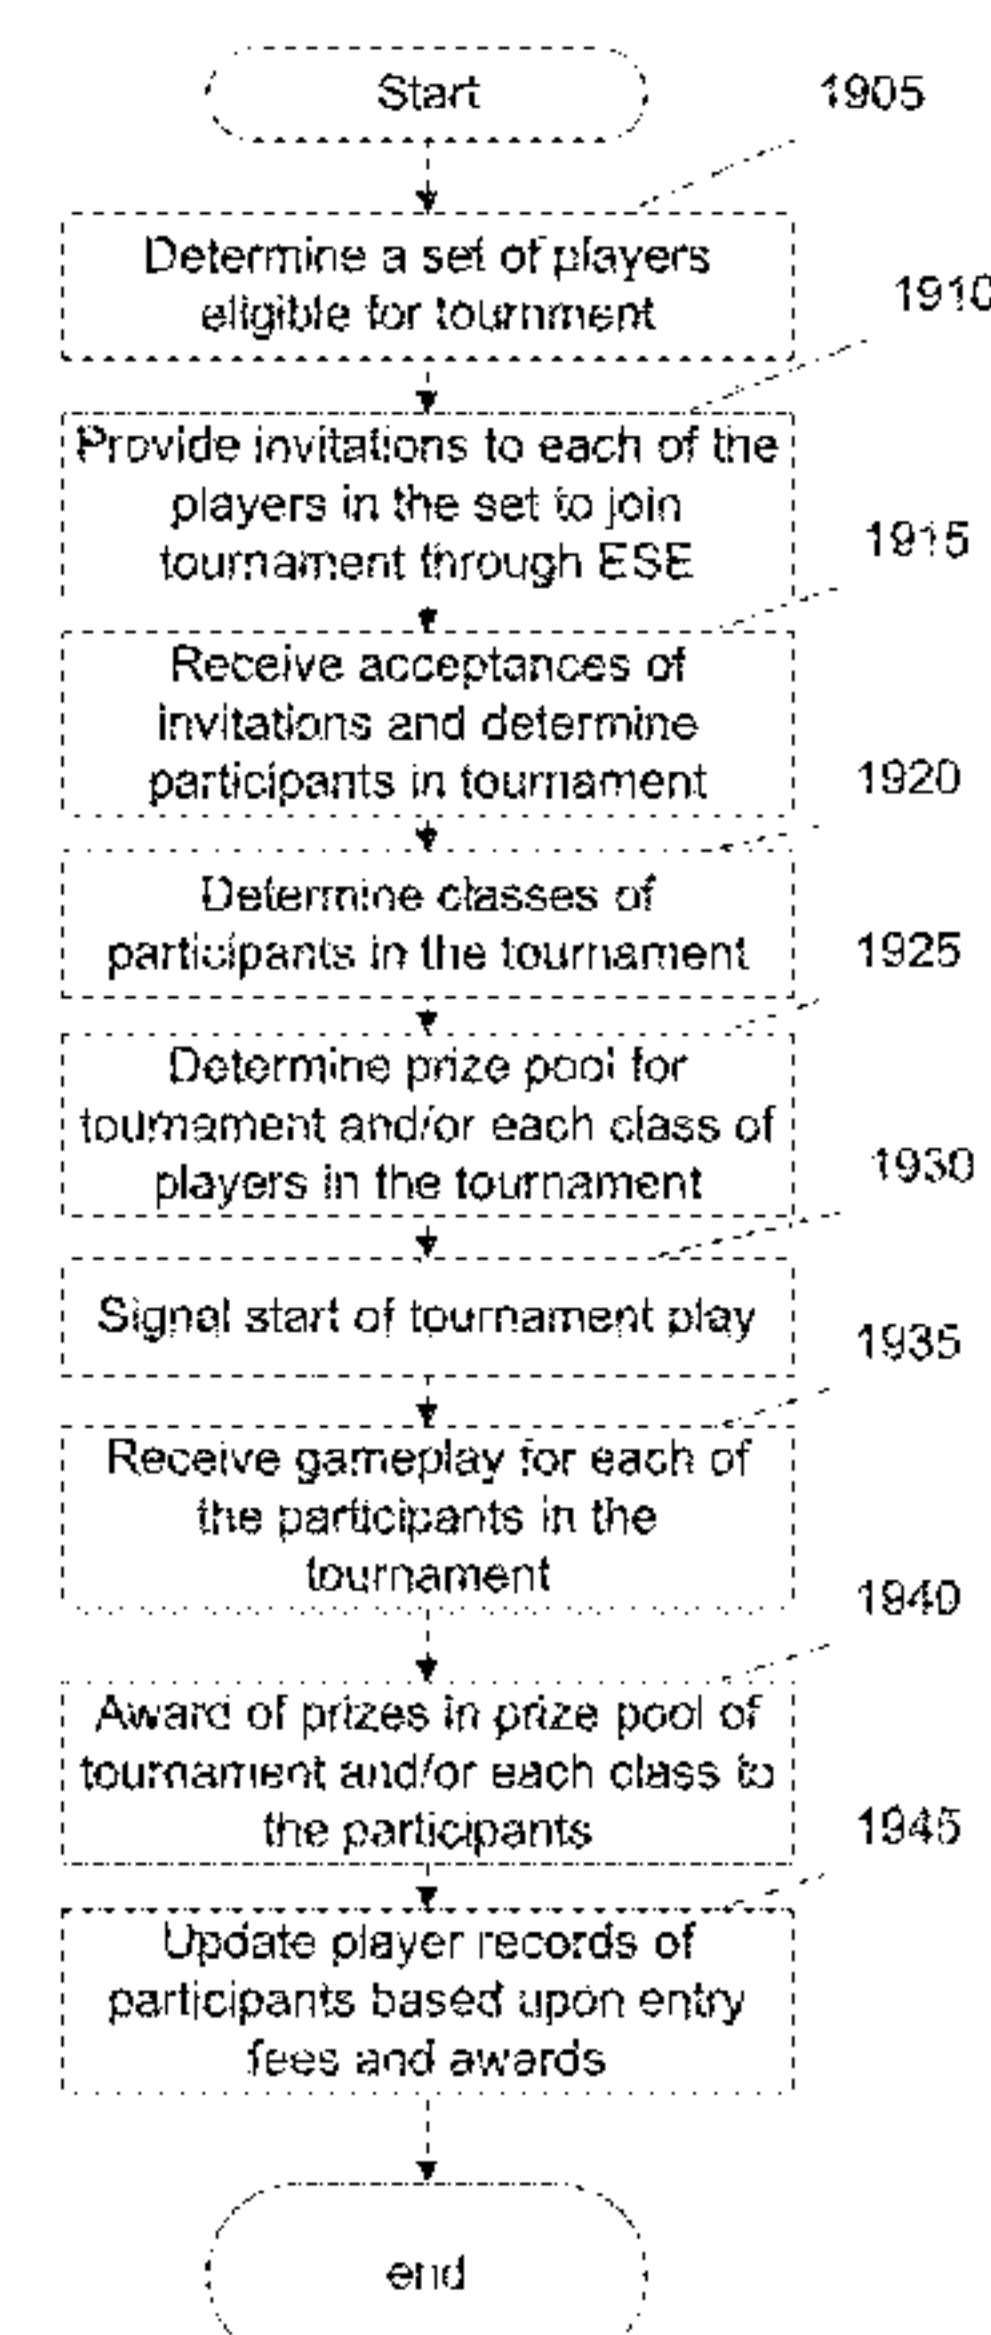 Start
1905
Determine a set of players
eligible for tournment
1910
Provide invitations to each of the
players in the set to join
tournament through ESE
1915
Receive acceptances of
invitations and determine
participants in tournament
1920
Determine classes of
participants in the tournament
1925
Determine prize pool for
tournament and/or each class of
players in the tournament
1930
Signal start of tournament play
1935
Receive gameplay for each of
the participants in the
tournament
1940
Award of prizes in prize pool of
tournament and/or each class to
the participants
1945
Update player records of
participants based upon entry
fees and awards
end